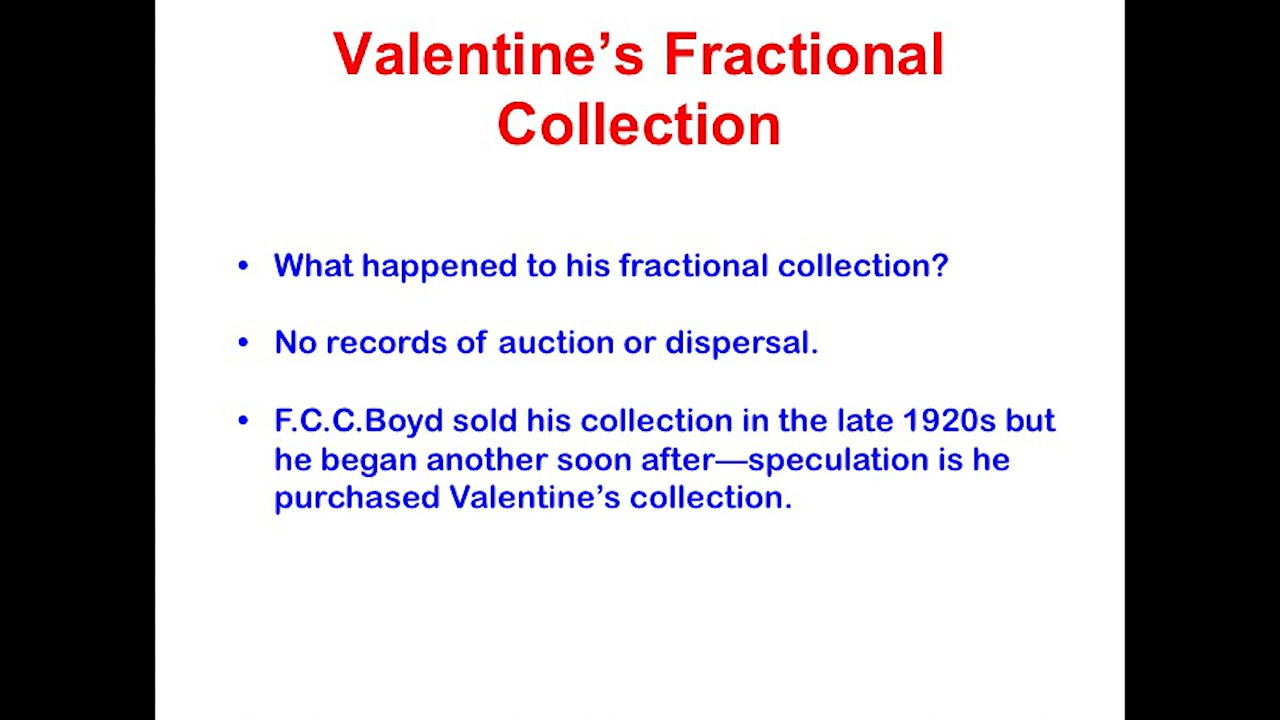 Valentine’s Fractional
Collection
• What happened to his fractional collection?
• No records of auction or dispersal.
• F.C.C.Boyd sold his collection in the late 1920s but
he began another soon after—speculation is he
purchased Valentine’s collection.